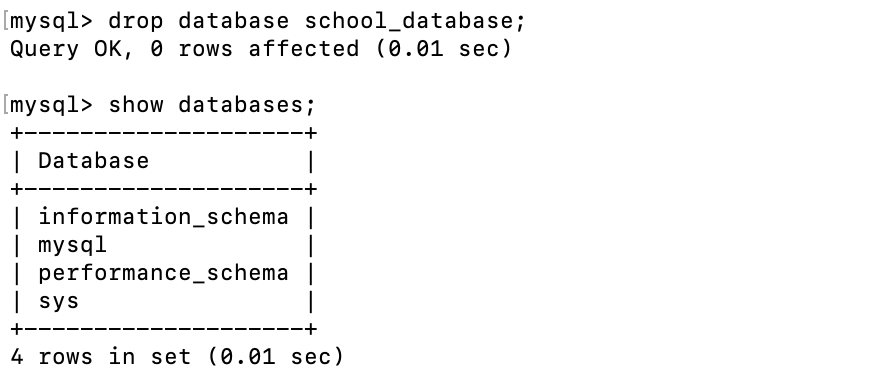 [mysql> drop database school_database;
Query OK, 0 rows affected (0.01 sec)

[mysql> show databases;
+--------------------+
| Database           |
+--------------------+
| information_schema |
| mysql              |
| performance_schema |
| sys                |
+--------------------+
4 rows in set (0.01 sec)